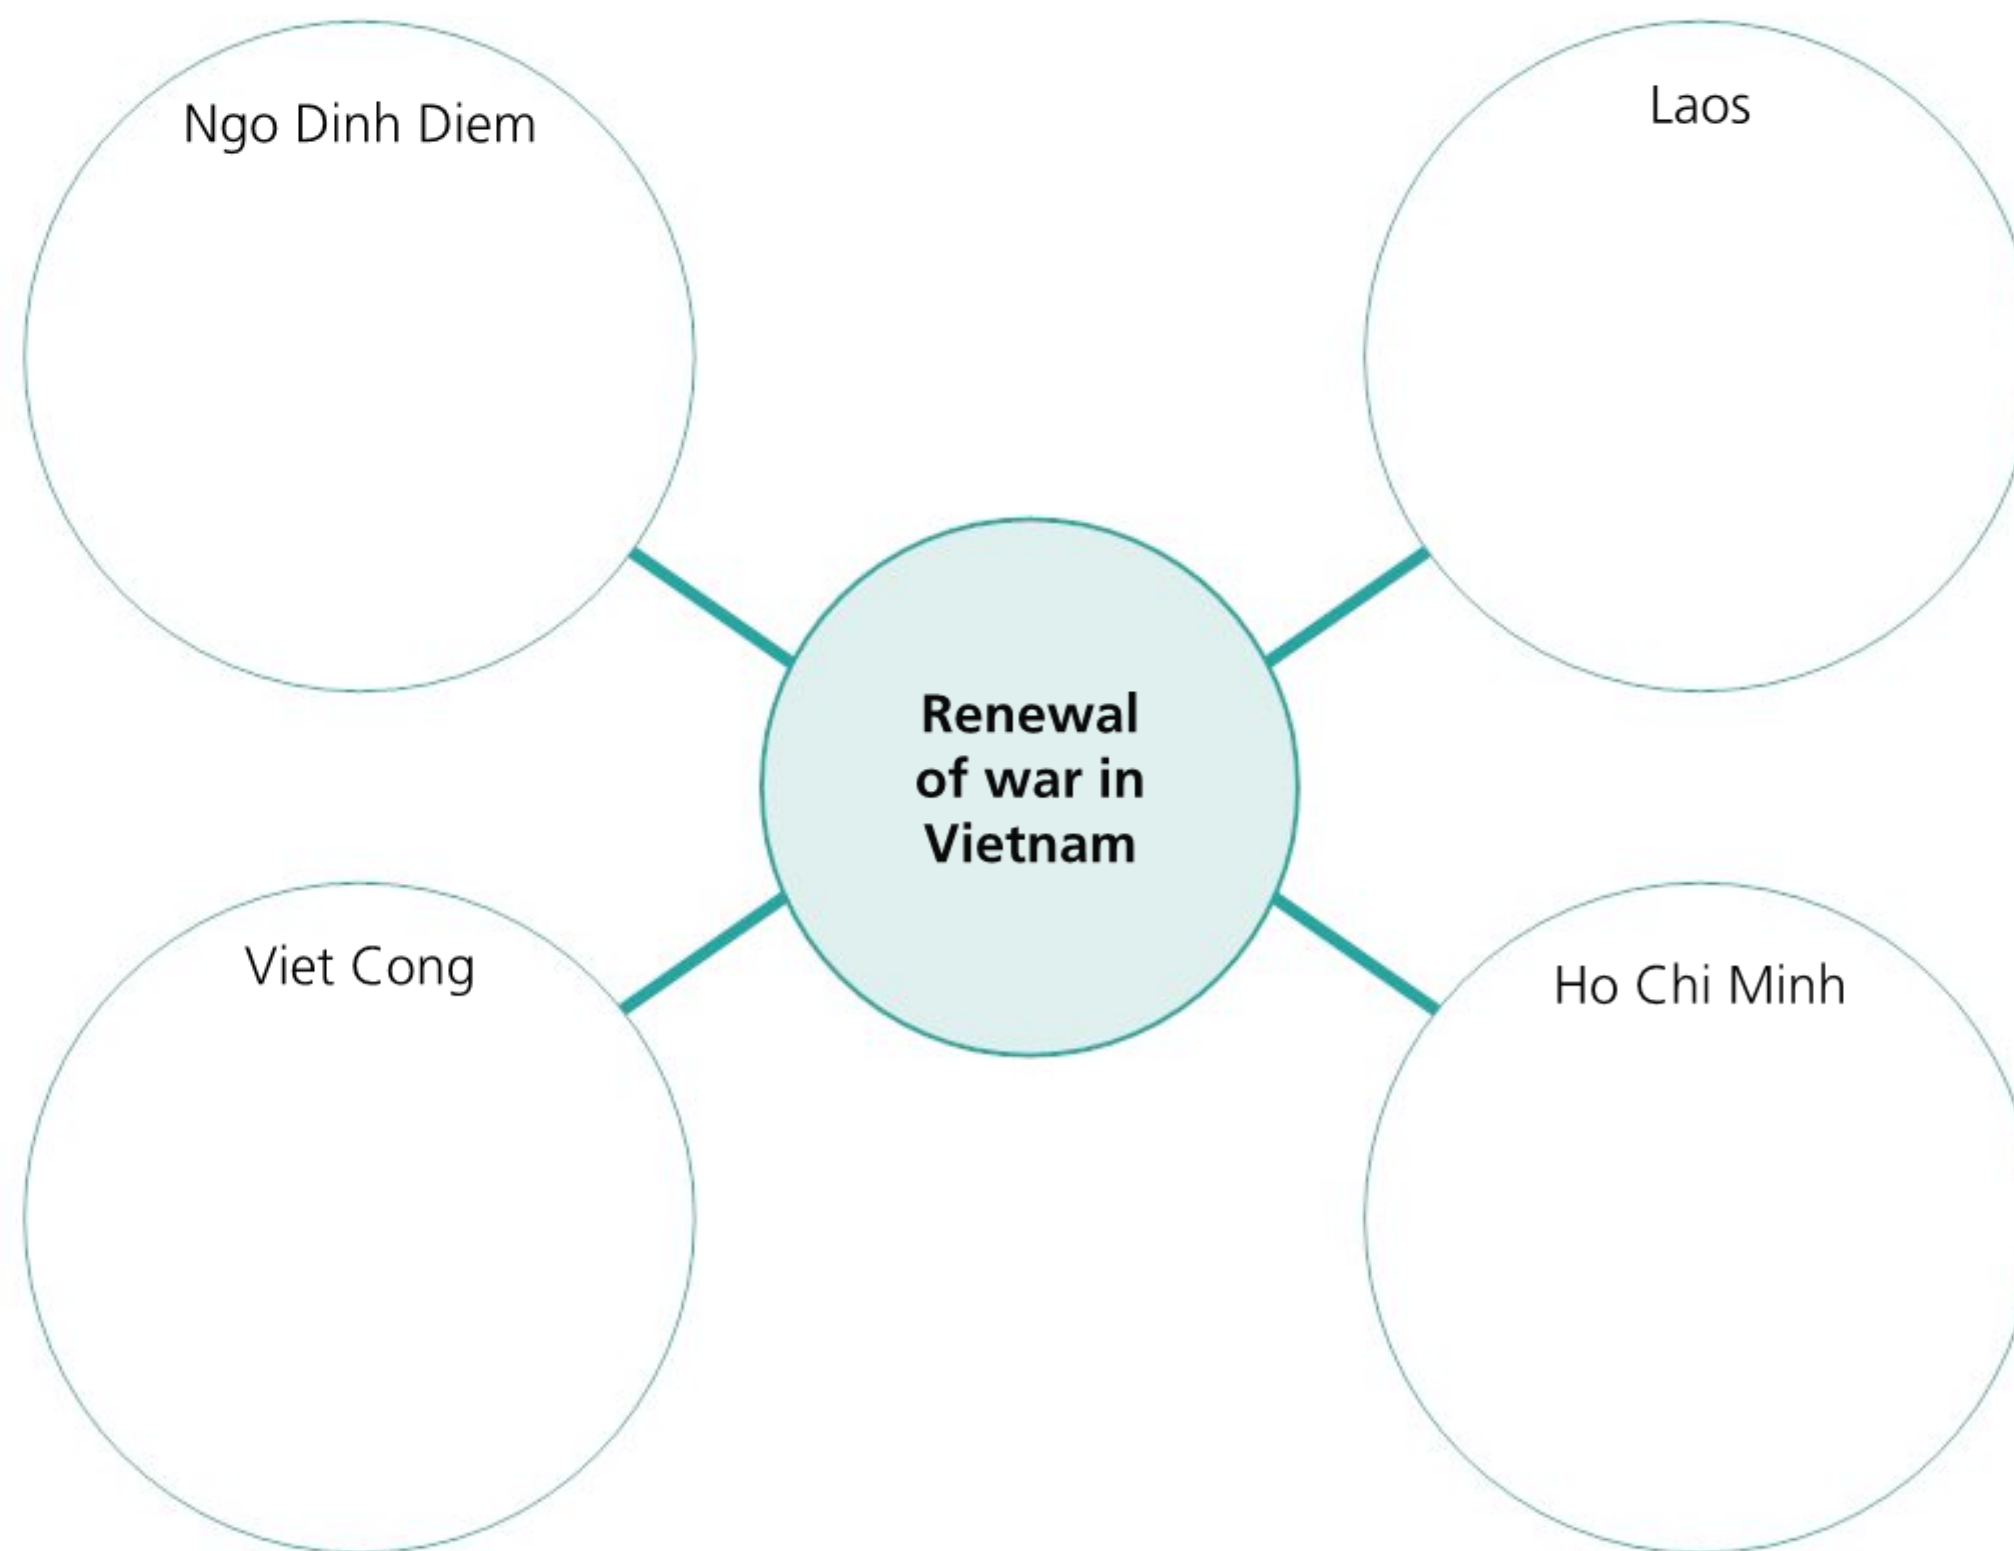 Ngo Dinh Diem
Laos
Renewal
of war in
Vietnam
Viet Cong
Ho Chi Minh